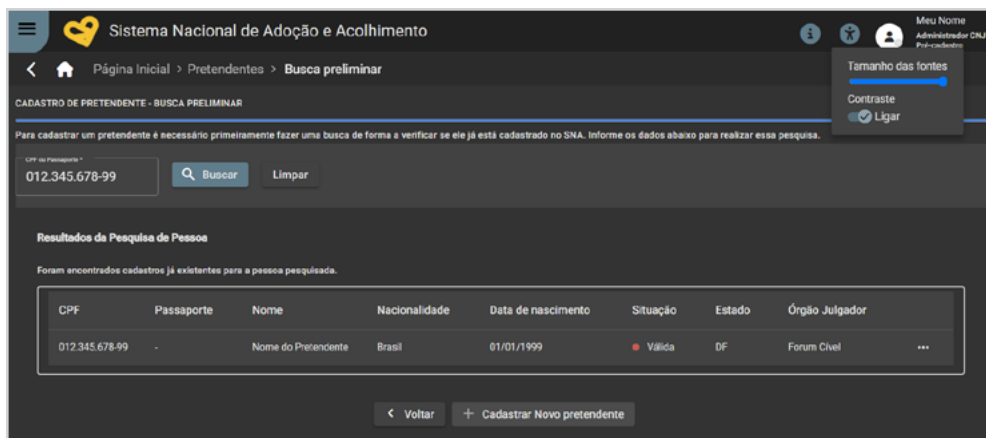 Sistema Nacional de Adoção e Acolhimento
Meu Nome
Administrador CNJ
Pré-cadastro
Página Inicial > Pretendentes > Busca preliminar
Tamanho das fontes
Contraste
Ligar
CADASTRO DE PRETENDENTE - BUSCA PRELIMINAR
Para cadastrar um pretendente é necessário primeiramente fazer uma busca de forma a verificar se ele já está cadastrado no SNA. Informe os dados abaixo para realizar essa pesquisa.
CPF ou Passaporte *
012.345.678-99
Buscar
Limpar
Resultados da Pesquisa de Pessoa
Foram encontrados cadastros já existentes para a pessoa pesquisada.
CPF Passaporte Nome Nacionalidade Data de nascimento Situação Estado Órgão Julgador
012.345.678-99 - Nome do Pretendente Brasil 01/01/1999 Válida DF Forum Cível ...
Voltar
+ Cadastrar Novo pretendente